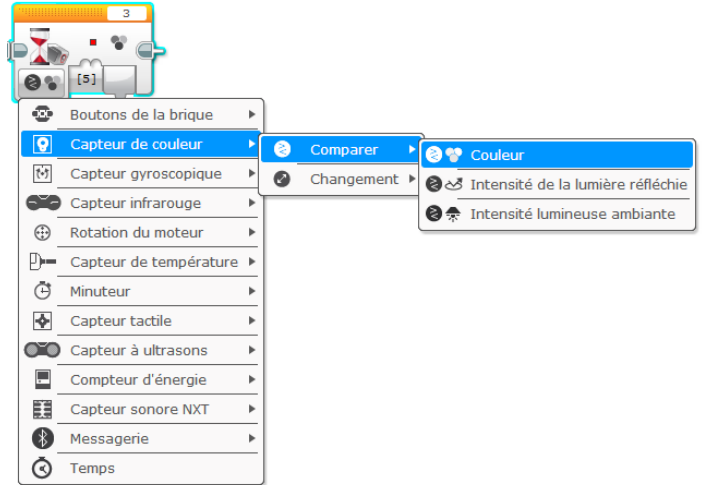 3
[5]
Boutons de la brique
Capteur de couleur
Comparer
Couleur
Capteur gyroscopique
Changement
Intensité de la lumière réfléchie
Capteur infrarouge
Intensité lumineuse ambiante
Rotation du moteur
Capteur de température
Minuteur
Capteur tactile
Capteur à ultrasons
Compteur d'énergie
Capteur sonore NXT
Messagerie
Temps